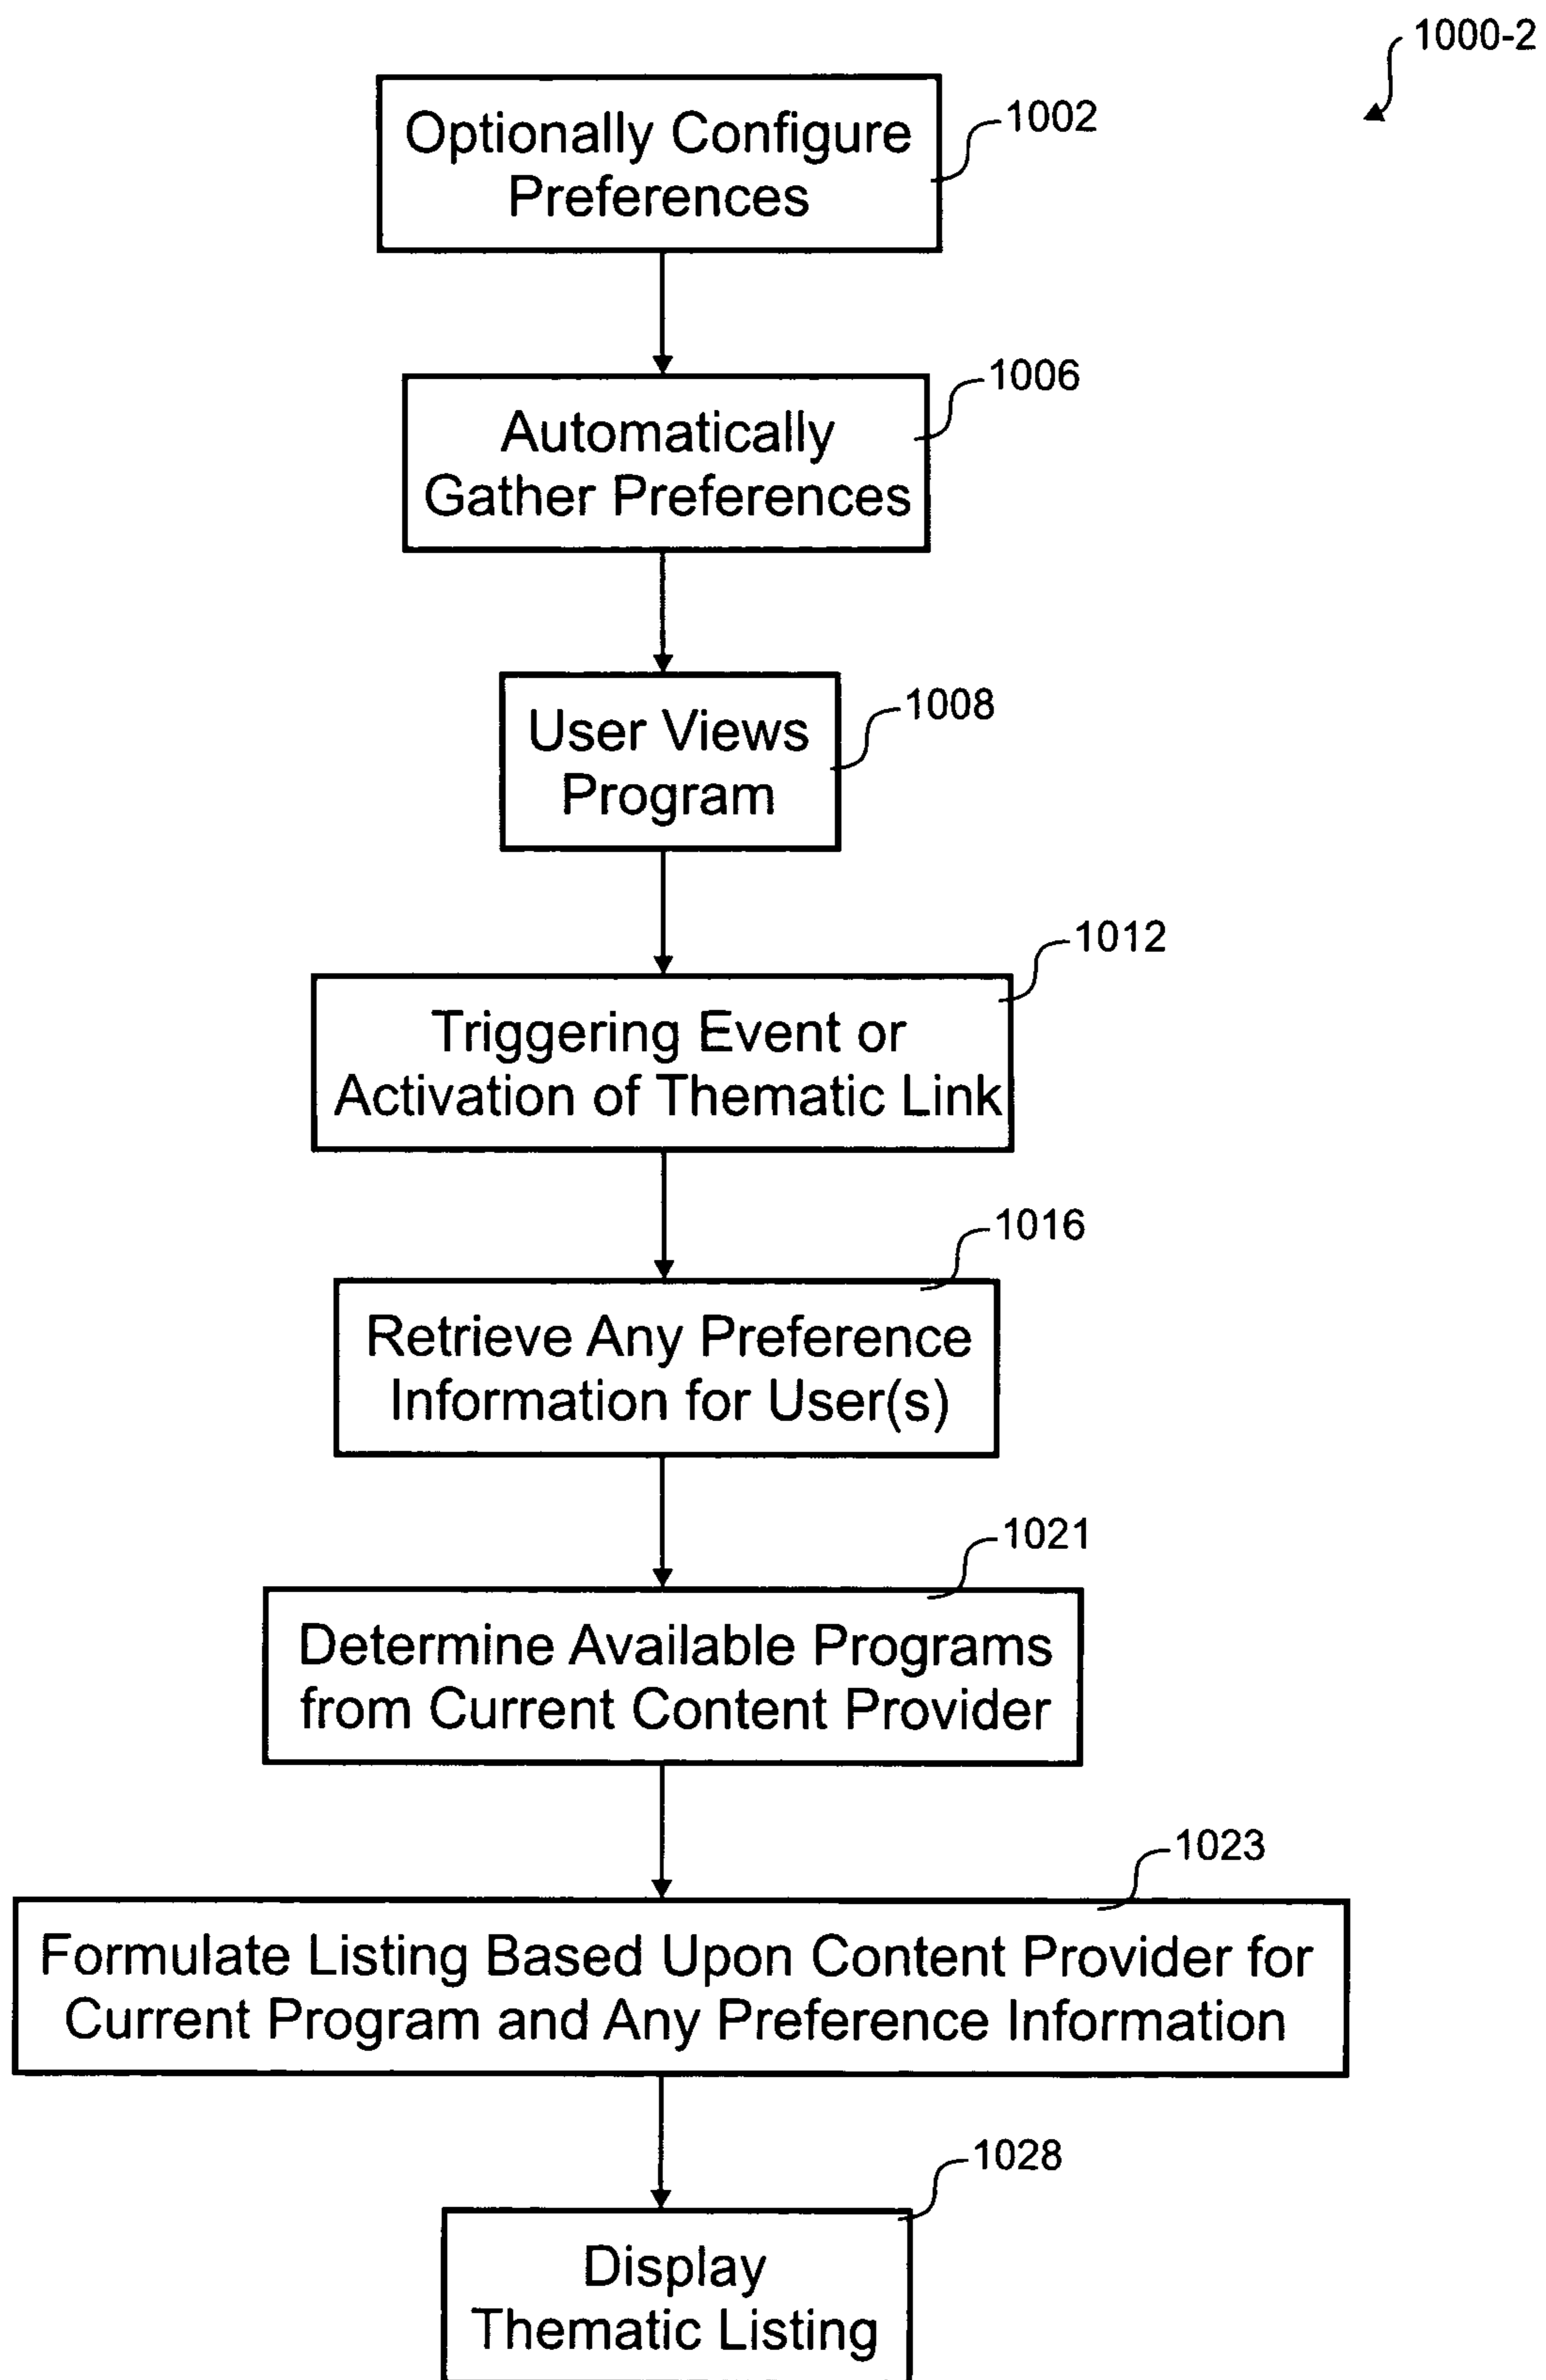 1000-2
1002
Optionally Configure
Preferences
1006
Automatically
Gather Preferences
1008
User Views
Program
1012
Triggering Event or
Activation of Thematic Link
1016
Retrieve Any Preference
Information for User(s)
1021
Determine Available Programs
from Current Content Provider
1023
Formulate Listing Based Upon Content Provider for
Current Program and Any Preference Information
1028
Display
Thematic Listing